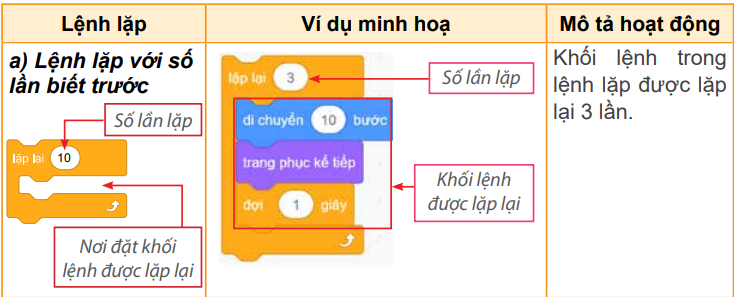 Lệnh lặp
Ví dụ minh hoạ
Mô tả hoạt động
a) Lệnh lặp với số
lần biết trước
Số lần lặp
lặp lại 10
Nơi đặt khối
lệnh được lặp lại
lặp lại 3
Số lần lặp
di chuyển 10 bước
trang phục kế tiếp
đợi 1 giây
Khối lệnh
được lặp lại
Khối lệnh trong
lệnh lặp được lặp
lại 3 lần.